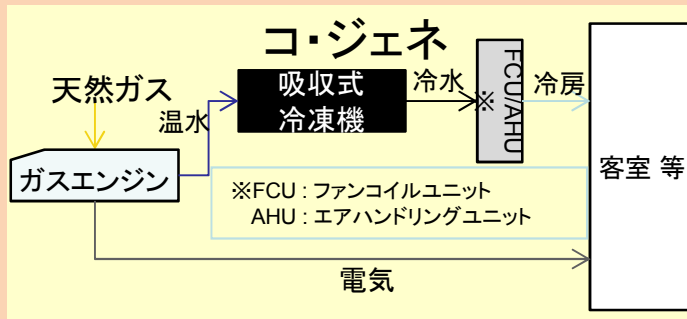 コ・ジェネ
天然ガス
温水
吸収式
冷凍機
冷水
※
FCU/AHU
冷房
ガスエンジン
客室 等
※FCU : ファンコイルユニット
AHU : エアハンドリングユニット
電気